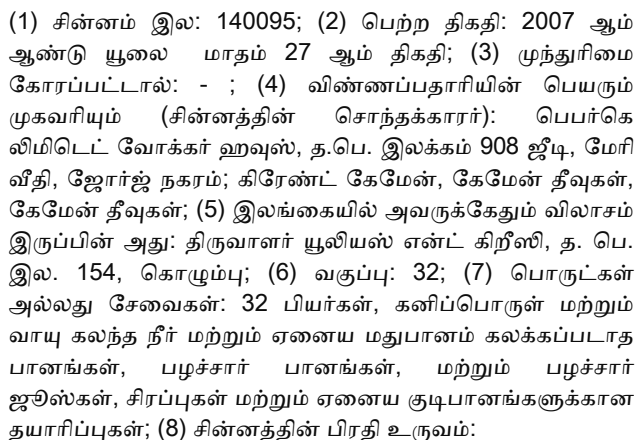 (1) சின்னம் இல: 140095; (2) பெற்ற திகதி: 2007 ஆம்
ஆண்டு யூலை மாதம் 27 ஆம் திகதி; (3) முந்துரிமை
கோரப்பட்டால்: - ; (4) விண்ணப்பதாரியின் பெயரும்
முகவரியும் (சின்னத்தின் சொந்தக்காரர்): பெபர்கெ
லிமிடெட் வோக்கர் ஹவுஸ், த.பெ. இலக்கம் 908 ஜீடி, மேரி
வீதி, ஜோர்ஜ் நகரம்; கிரேண்ட் கேமேன், கேமேன் தீவுகள்,
கேமேன் தீவுகள்; (5) இலங்கையில் அவருக்கேதும் விலாசம்
இருப்பின் அது: திருவாளர் யூலியஸ் என்ட் கிறீஸி, த. பெ.
இல. 154, கொழும்பு; (6) வகுப்பு: 32; (7) பொருட்கள்
அல்லது சேவைகள்: 32 பியர்கள், கனிப்பொருள் மற்றும்
வாயு கலந்த நீர் மற்றும் ஏனைய மதுபானம் கலக்கப்படாத
பானங்கள், பழச்சார் பானங்கள், மற்றும் பழச்சார்
ஜூஸ்கள், சிரப்புகள் மற்றும் ஏனைய குடிபானங்களுக்கான
தயாரிப்புகள்; (8) சின்னத்தின் பிரதி உருவம்: